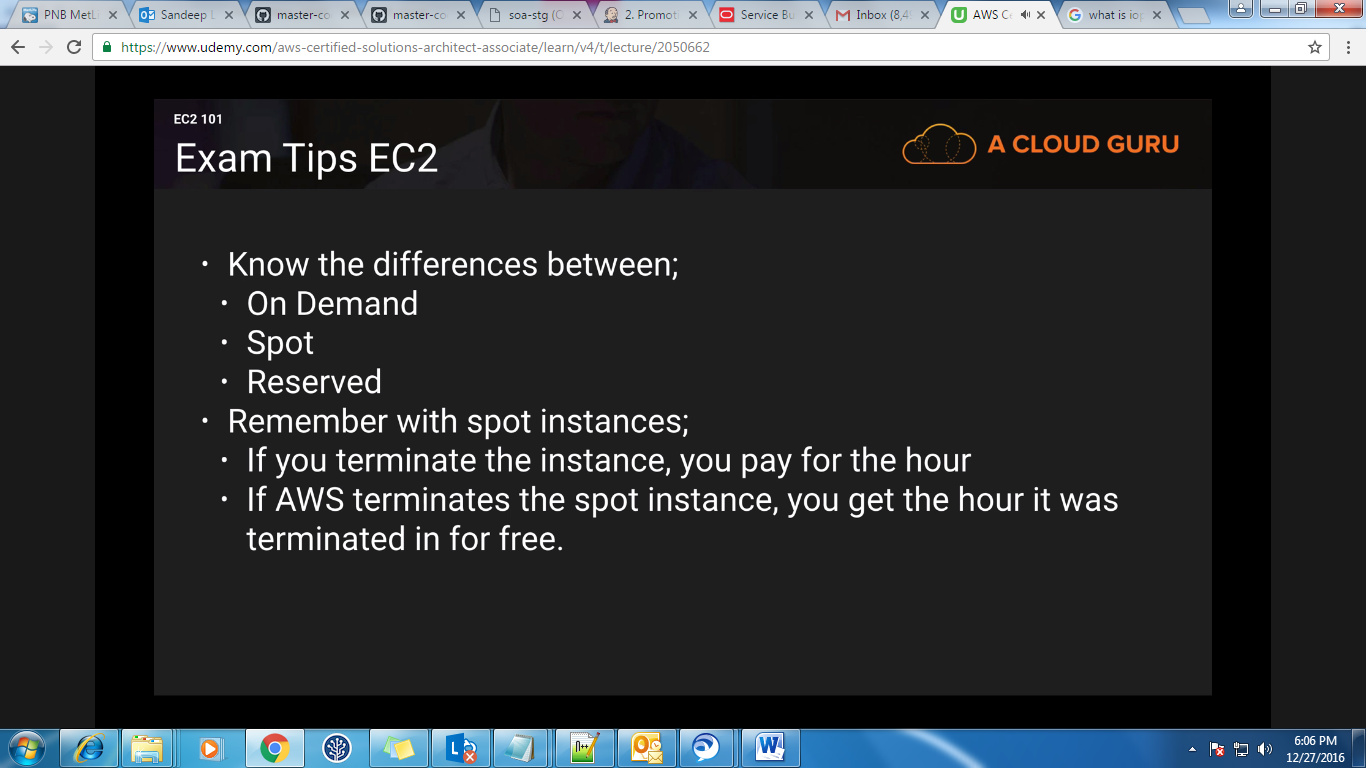 PNB MetL
Sandeep L
master-co
master-co
soa-stg (O
2. Promoti
Service Bu
Inbox (8,4
AWS Ce
what is iop
https://www.udemy.com/aws-certified-solutions-architect-associate/learn/v4/t/lecture/2050662
EC2 101
Exam Tips EC2
A CLOUD GURU
• Know the differences between;
• On Demand
• Spot
• Reserved
• Remember with spot instances;
• If you terminate the instance, you pay for the hour
• If AWS terminates the spot instance, you get the hour it was
terminated in for free.
6:06 PM
12/27/2016